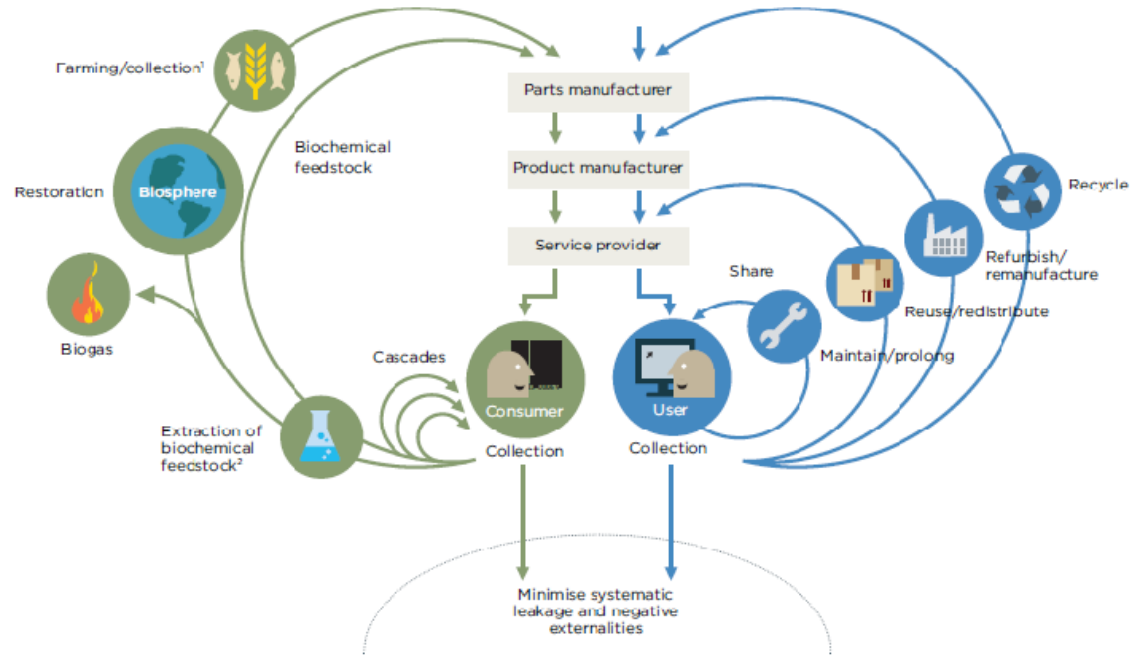 Farming/collection¹
Parts manufacturer
Biochemical
feedstock
Product manufacturer
Restoration
Biosphere
Recycle
Service provider
Share
Refurbish/
remanufacture
Reuse/redistribute
Biogas
Cascades
Maintain/prolong
Consumer
User
Extraction of
biochemical
feedstock²
Collection
Collection
Minimise systematic
leakage and negative
externalities